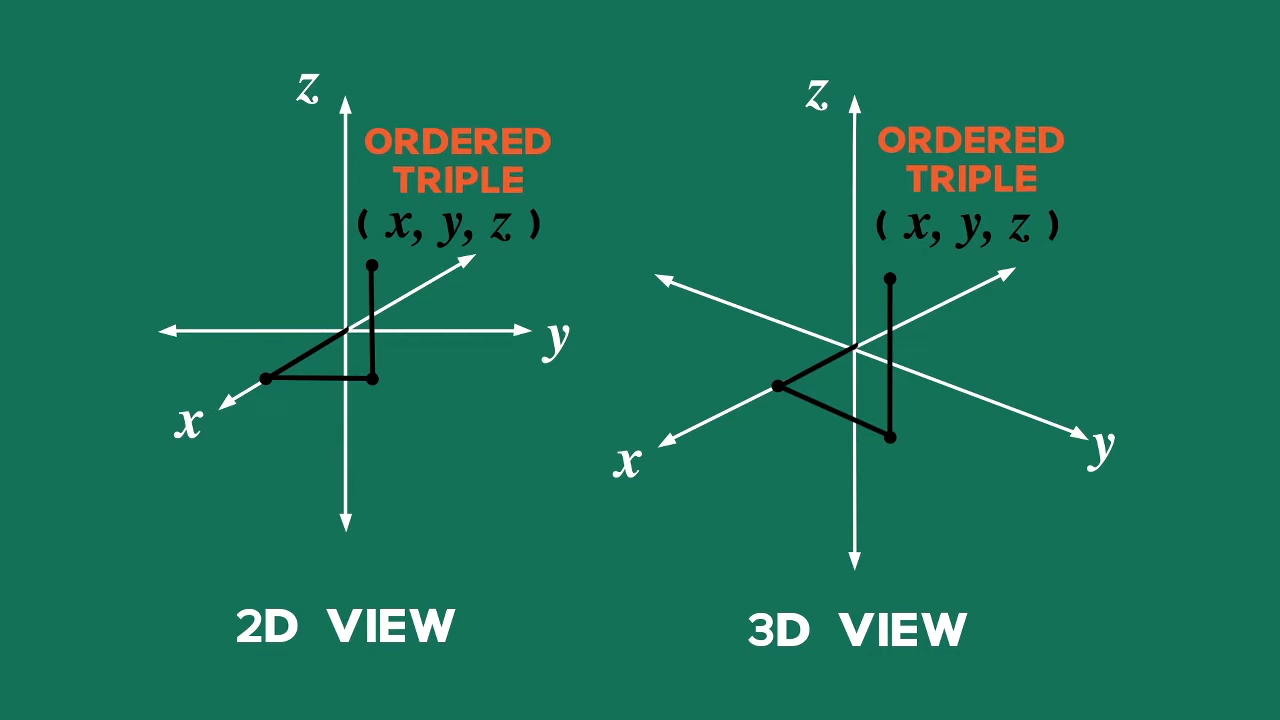 z
ORDERED
TRIPLE
( x, y, z )
y
x
2D VIEW
z
ORDERED
TRIPLE
( x, y, z )
x
y
3D VIEW